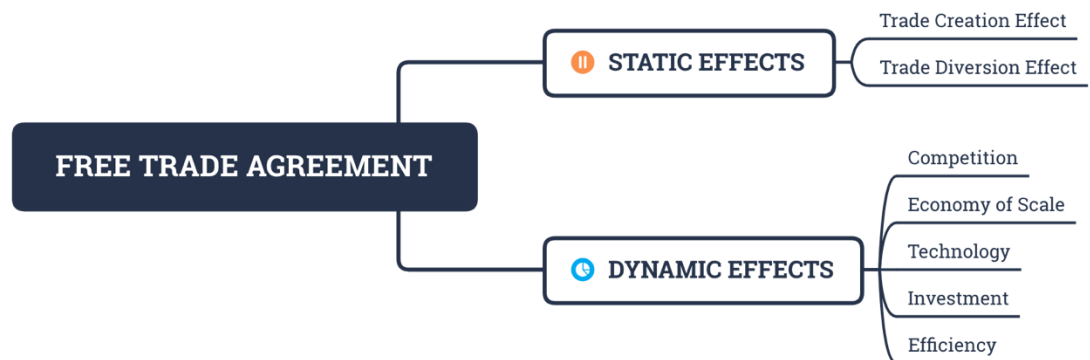 FREE TRADE AGREEMENT
STATIC EFFECTS
Trade Creation Effect
Trade Diversion Effect
DYNAMIC EFFECTS
Competition
Economy of Scale
Technology
Investment
Efficiency